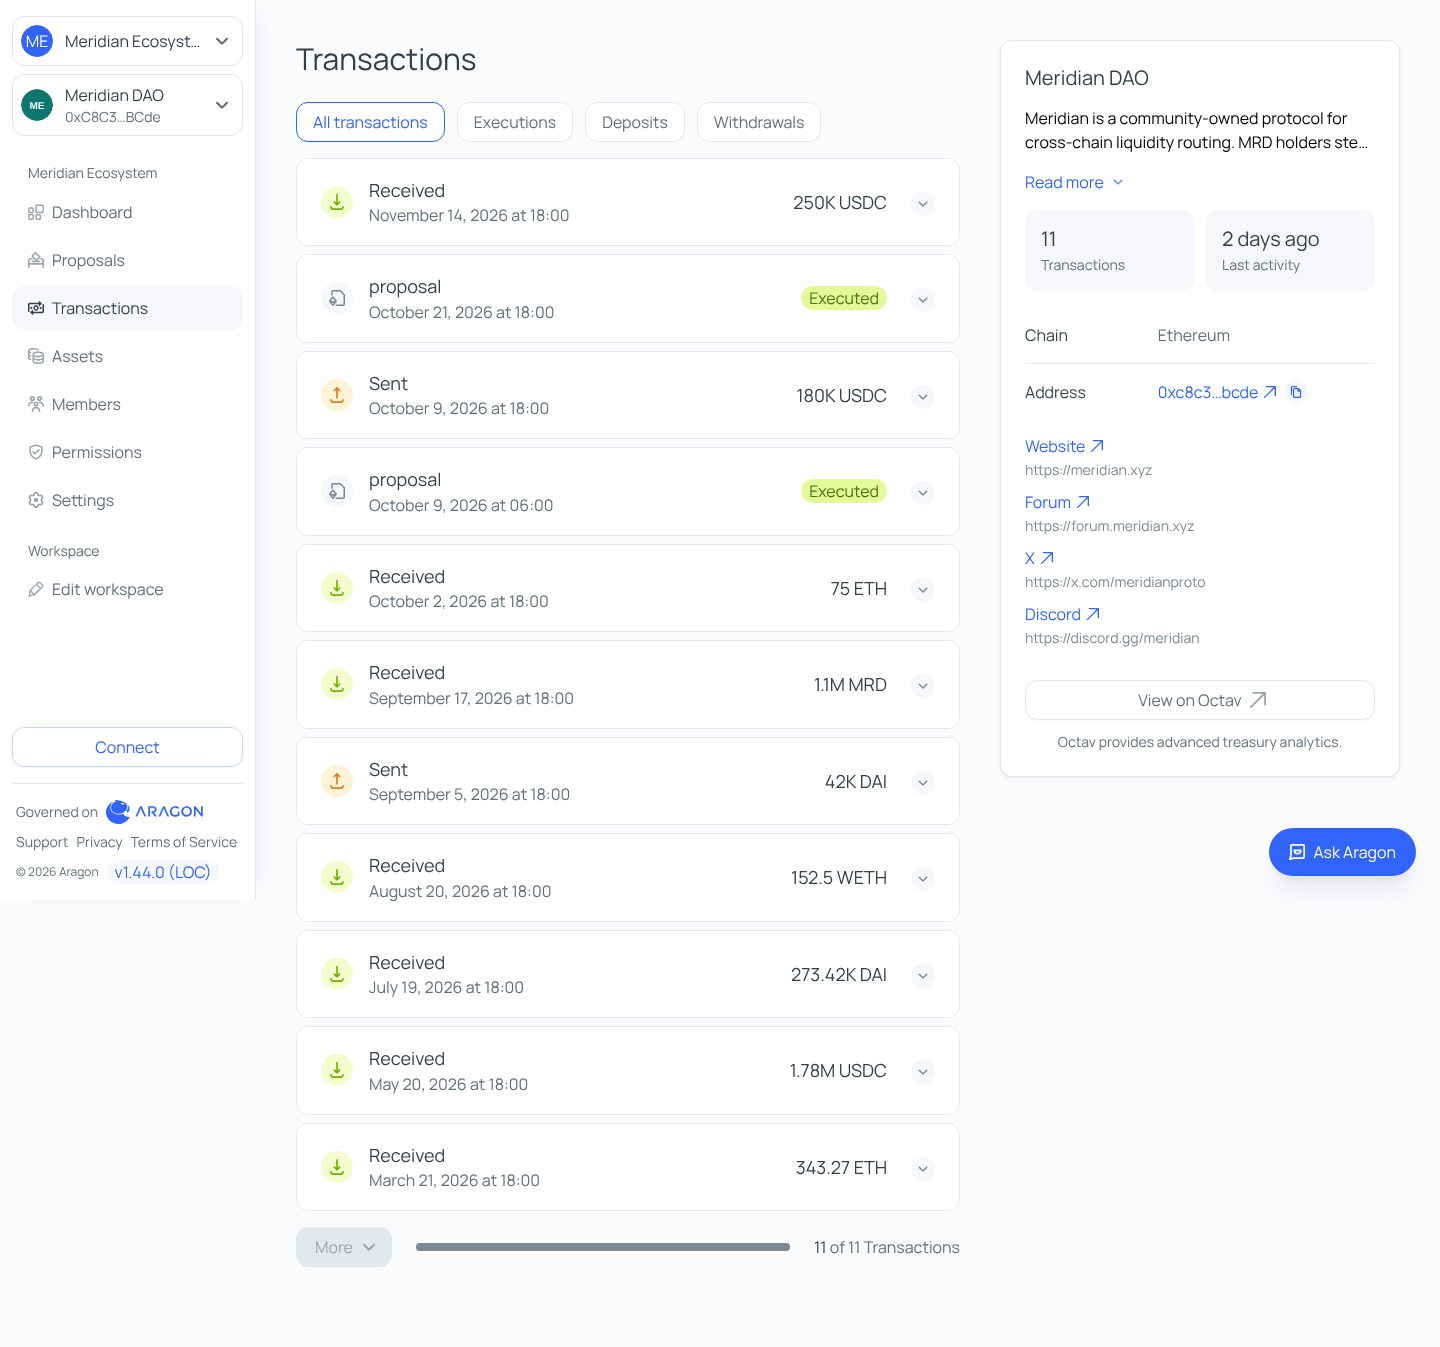 ME
Meridian Ecosyst...
ME
Meridian DAO
0xC8C3...BCde
Meridian Ecosystem
Dashboard
Proposals
Transactions
Assets
Members
Permissions
Settings
Workspace
Edit workspace
Connect
Governed on ARAGON
Support Privacy Terms of Service
© 2026 Aragon v1.44.0 (LOC)
Transactions
All transactions Executions Deposits Withdrawals
Received
November 14, 2026 at 18:00
250K USDC
proposal
October 21, 2026 at 18:00
Executed
Sent
October 9, 2026 at 18:00
180K USDC
proposal
October 9, 2026 at 06:00
Executed
Received
October 2, 2026 at 18:00
75 ETH
Received
September 17, 2026 at 18:00
1.1M MRD
Sent
September 5, 2026 at 18:00
42K DAI
Received
August 20, 2026 at 18:00
152.5 WETH
Received
July 19, 2026 at 18:00
273.42K DAI
Received
May 20, 2026 at 18:00
1.78M USDC
Received
March 21, 2026 at 18:00
343.27 ETH
More
11 of 11 Transactions
Meridian DAO
Meridian is a community-owned protocol for
cross-chain liquidity routing. MRD holders ste...
Read more
11
Transactions
2 days ago
Last activity
Chain Ethereum
Address 0xc8c3...bcde
Website
https://meridian.xyz
Forum
https://forum.meridian.xyz
X
https://x.com/meridianproto
Discord
https://discord.gg/meridian
View on Octav
Octav provides advanced treasury analytics.
Ask Aragon